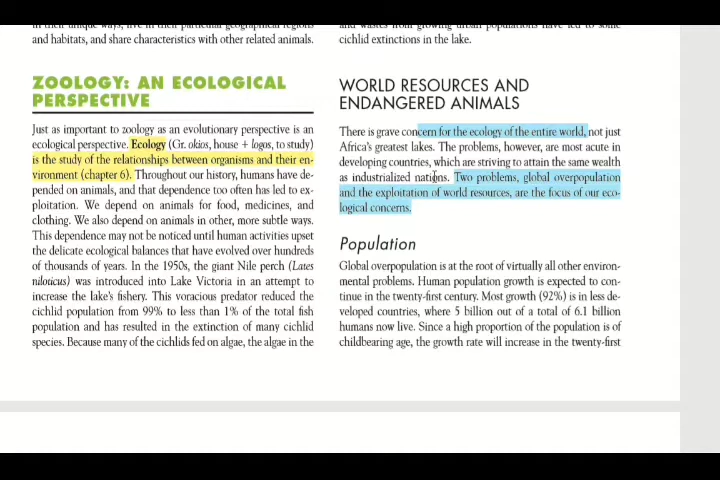 and habitats, and share characteristics with other related animals.
ZOOLOGY: AN ECOLOGICAL
PERSPECTIVE
Just as important to zoology as an evolutionary perspective is an
ecological perspective. Ecology (Gr. okios, house + logos, to study)
is the study of the relationships between organisms and their en-
vironment (chapter 6). Throughout our history, humans have de-
pended on animals, and that dependence too often has led to ex-
ploitation. We depend on animals for food, medicines, and
clothing. We also depend on animals in other, more subtle ways.
This dependence may not be noticed until human activities upset
the delicate ecological balances that have evolved over hundreds
of thousands of years. In the 1950s, the giant Nile perch (Lates
niloticus) was introduced into Lake Victoria in an attempt to
increase the lake's fishery. This voracious predator reduced the
cichlid population from 99% to less than 1% of the total fish
population and has resulted in the extinction of many cichlid
species. Because many of the cichlids fed on algae, the algae in the
cichlid extinctions in the lake.
WORLD RESOURCES AND
ENDANGERED ANIMALS
There is grave concern for the ecology of the entire world, not just
Africa's greatest lakes. The problems, however, are most acute in
developing countries, which are striving to attain the same wealth
as industrialized nations. Two problems, global overpopulation
and the exploitation of world resources, are the focus of our eco-
logical concerns.
Population
Global overpopulation is at the root of virtually all other environ-
mental problems. Human population growth is expected to con-
tinue in the twenty-first century. Most growth (92%) is in less de-
veloped countries, where 5 billion out of a total of 6.1 billion
humans now live. Since a high proportion of the population is of
childbearing age, the growth rate will increase in the twenty-first